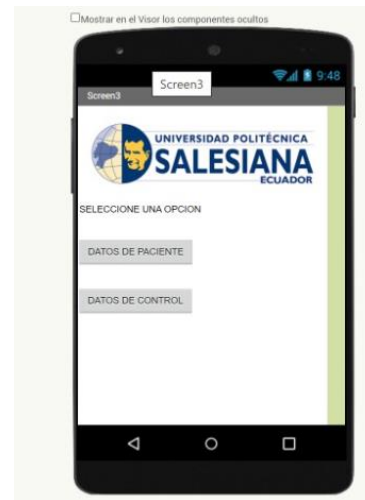 Mostrar en el Visor los componentes ocultos
9:48
Screen3
Screen3
UNIVERSIDAD POLITÉCNICA
SALESIANA
ECUADOR
SELECCIONE UNA OPCION
DATOS DE PACIENTE
DATOS DE CONTROL